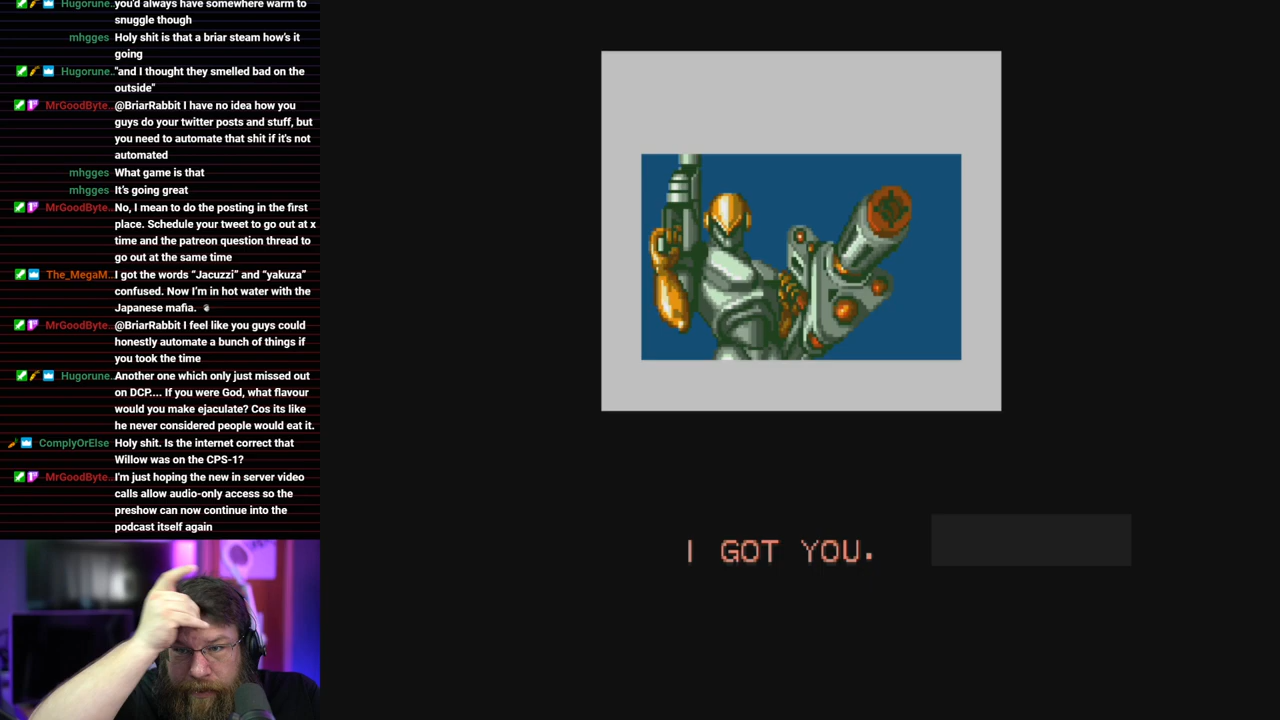 Hugorune.. you'd always have somewhere warm to
snuggle though
mhgges Holy shit is that a briar steam how's it
going
Hugorune.. "and I thought they smelled bad on the
outside"
MrGoodByte.. @BriarRabbit I have no idea how you
guys do your twitter posts and stuff, but
you need to automate that shit if it's not
automated
mhgges What game is that
mhgges It's going great
MrGoodByte.. No, I mean to do the posting in the first
place. Schedule your tweet to go out at x
time and the patreon question thread to
go out at the same time
The_MegaM.. I got the words “Jacuzzi” and “yakuza”
confused. Now I'm in hot water with the
Japanese mafia.
MrGoodByte.. @BriarRabbit I feel like you guys could
honestly automate a bunch of things if
you took the time
Hugorune.. Another one which only just missed out
on DCP.... If you were God, what flavour
would you make ejaculate? Cos its like
he never considered people would eat it.
ComplyOrElse Holy shit. Is the internet correct that
Willow was on the CPS-1?
MrGoodByte.. I'm just hoping the new in server video
calls allow audio-only access so the
preshow can now continue into the
podcast itself again
I GOT YOU.